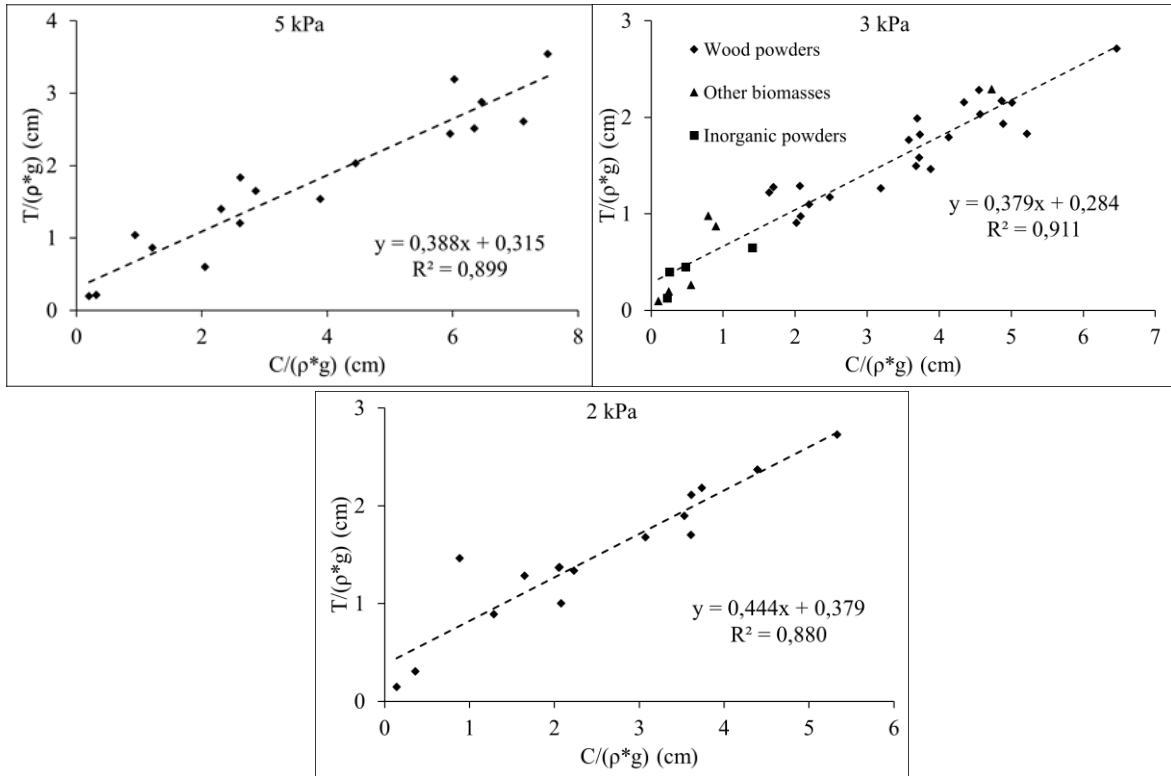 5 kPa
4
3
2
1
0
0 2 4 6 8
T/(ρ*g) (cm)
C/(ρ*g) (cm)
y = 0,388x + 0,315
R² = 0,899
3 kPa
3
2
1
0
0 1 2 3 4 5 6 7
T/(ρ*g) (cm)
C/(ρ*g) (cm)
Wood powders
Other biomasses
Inorganic powders
y = 0,379x + 0,284
R² = 0,911
2 kPa
3
2
1
0
0 1 2 3 4 5 6
T/(ρ*g) (cm)
C/(ρ*g) (cm)
y = 0,444x + 0,379
R² = 0,880